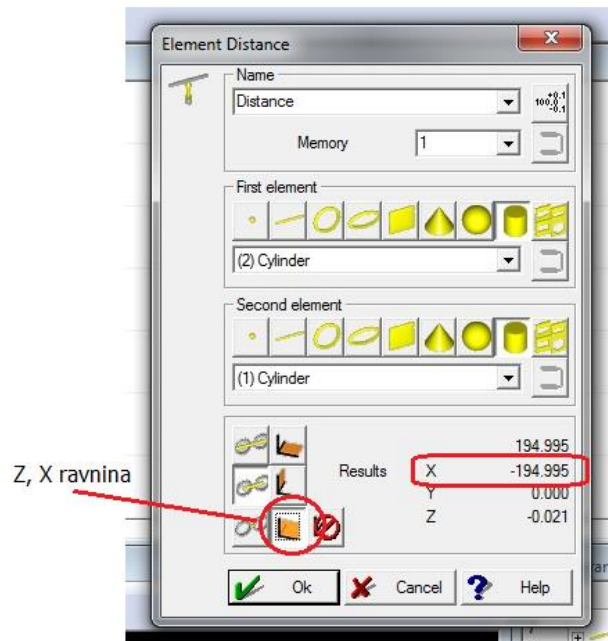 Element Distance
Name
Distance
Memory
1
First element
(2) Cylinder
Second element
(1) Cylinder
194.995
Results X -194.995
Y 0.000
Z -0.021
Z, X ravnina
Ok Cancel Help